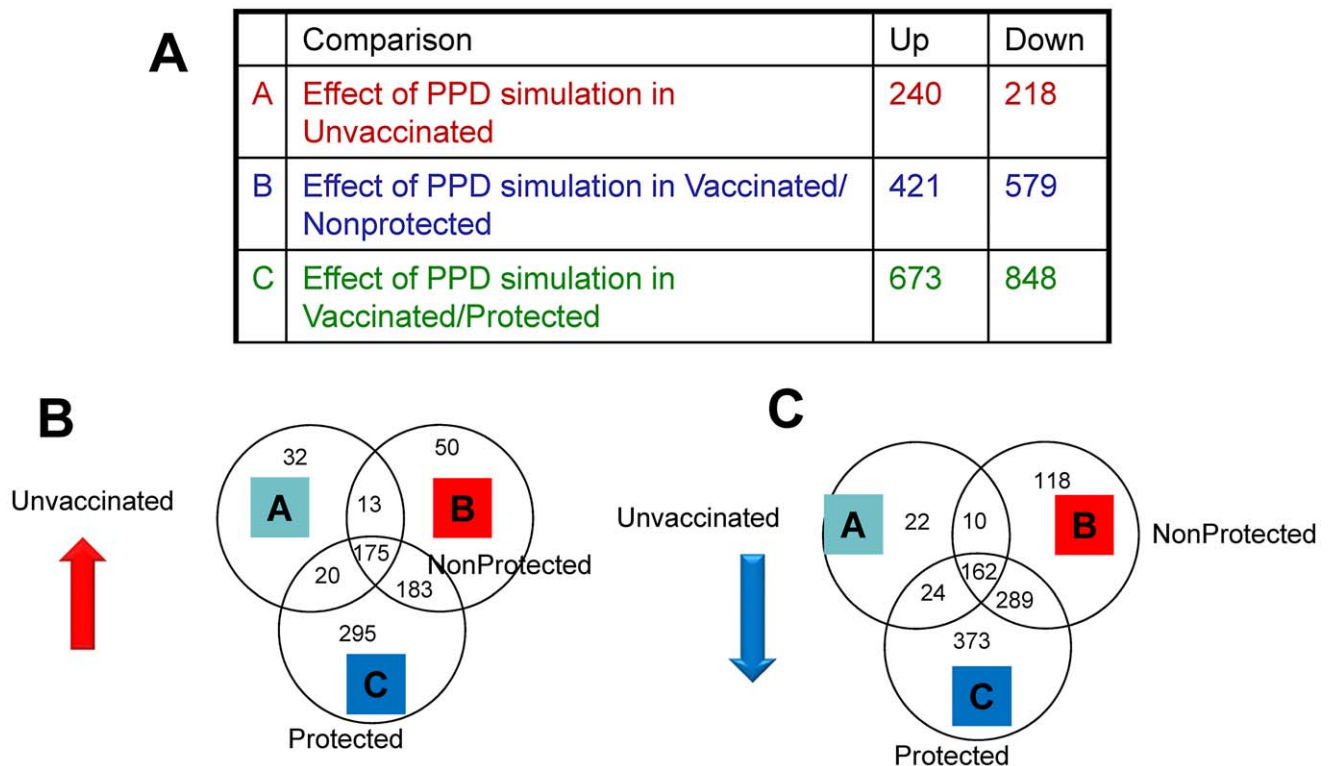 A
Comparison Up Down
A Effect of PPD simulation in
Unvaccinated 240 218
B Effect of PPD simulation in Vaccinated/
Nonprotected 421 579
C Effect of PPD simulation in
Vaccinated/Protected 673 848
B
Unvaccinated
32
50
A
13
B
175
NonProtected
20
183
295
C
Protected
C
Unvaccinated
118
A
22
10
B
NonProtected
162
24
289
373
C
Protected